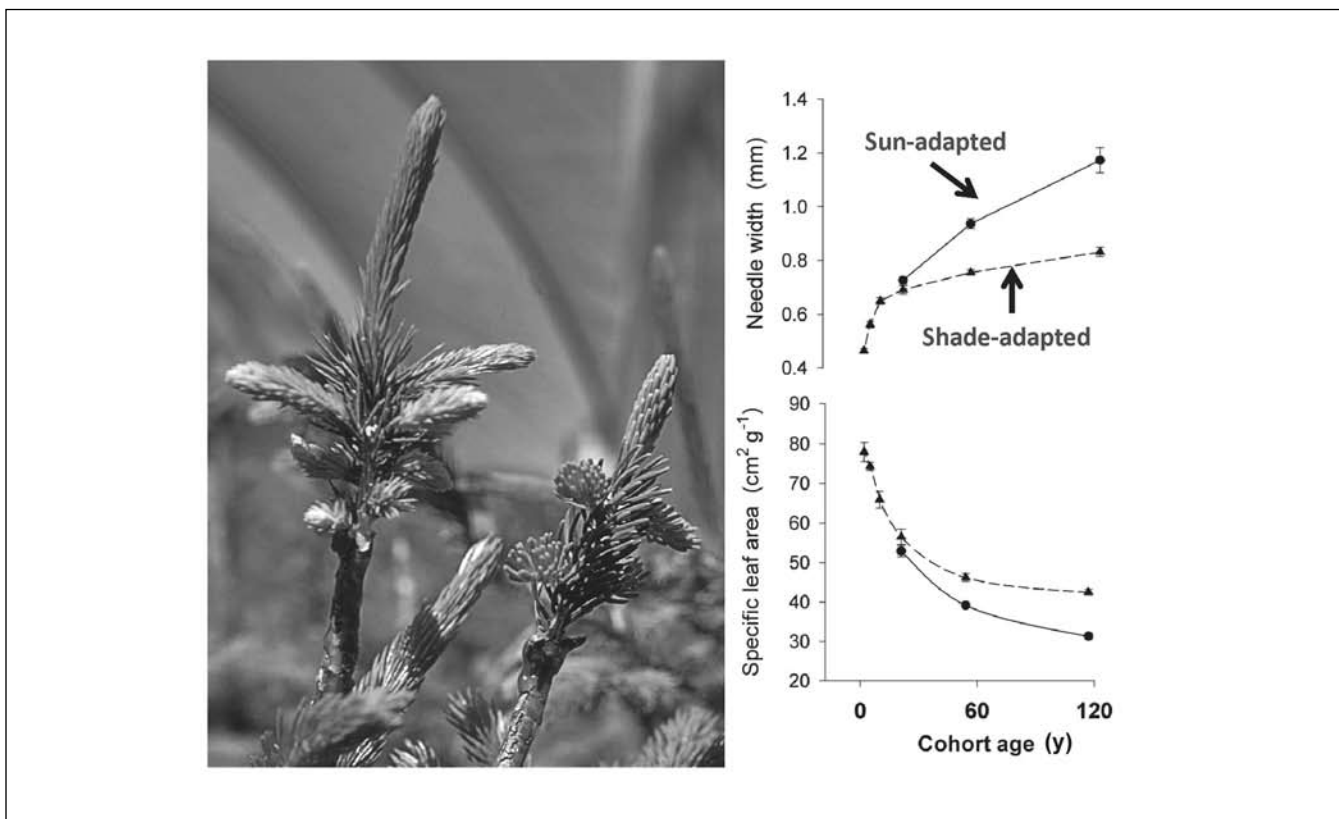 1.4
1.2
1.0
0.8
0.6
0.4
Needle width (mm)
Sun-adapted
Shade-adapted
90
80
70
60
50
40
30
20
Specific leaf area (cm² g⁻¹)
0 60 120
Cohort age (y)